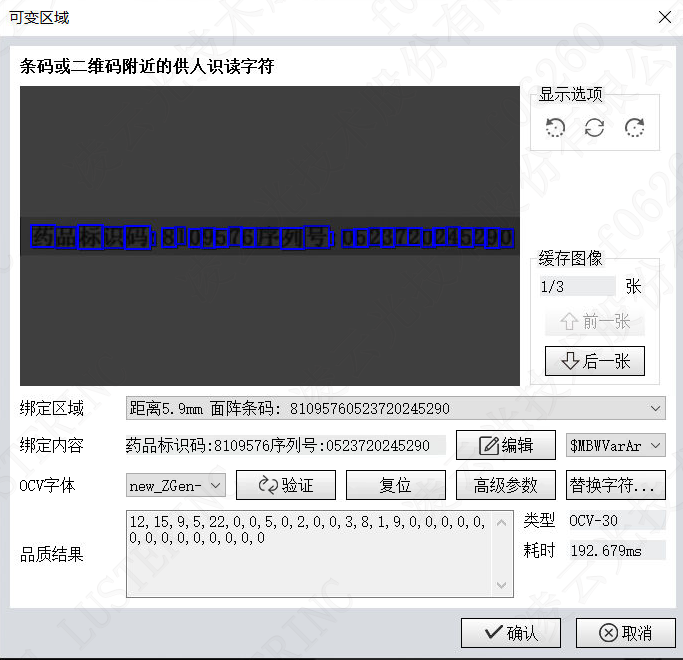 可变区域
条码或二维码附近的供人识读字符
显示选项
药品标识码:8109576序列号:0523720245290
缓存图像
1/3 张
前一张
后一张
绑定区域 距离5.9mm 面阵条码: 81095760523720245290
绑定内容 药品标识码:8109576序列号:0523720245290 编辑 $MBWVarAr
OCV字体 new_ZGen- 验证 复位 高级参数 替换字符...
品质结果
12,15,9,5,22,0,0,5,0,2,0,0,3,8,1,9,0,0,0,0,0,
0,0,0,0,0,0,0,0,0
类型 OCV-30
耗时 192.679ms
确认 取消